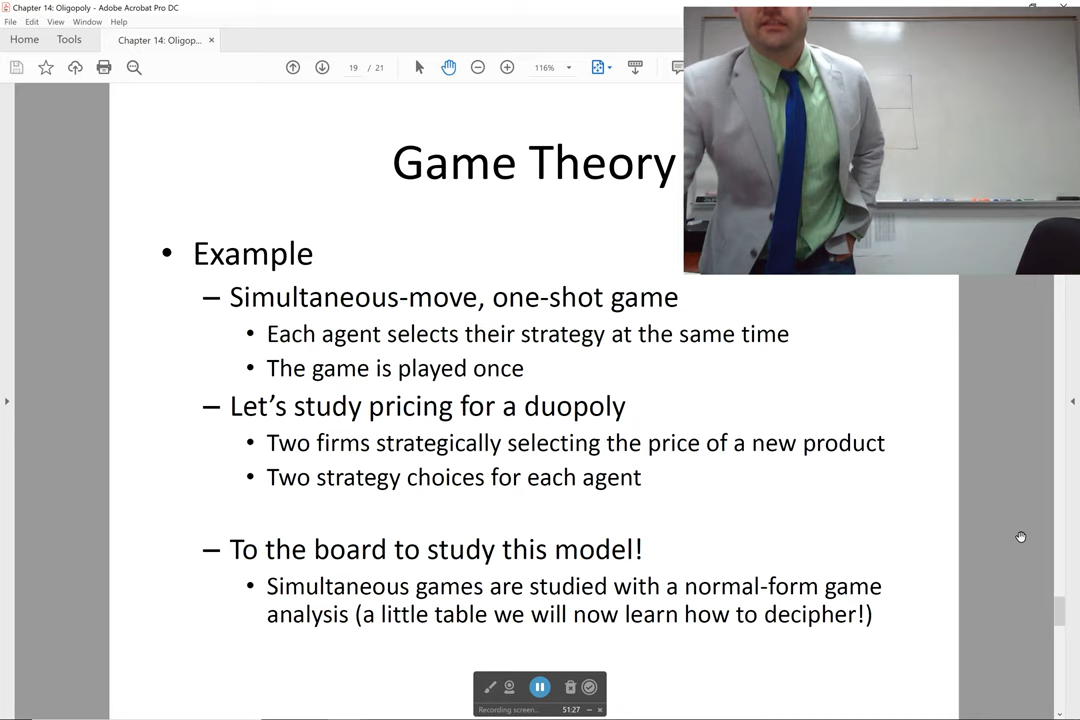 Chapter 14: Oligopoly - Adobe Acrobat Pro DC
File Edit View Window Help
Home Tools Chapter 14: Oligop... ×
19 / 21 116%
Game Theory
• Example
– Simultaneous-move, one-shot game
• Each agent selects their strategy at the same time
• The game is played once
– Let's study pricing for a duopoly
• Two firms strategically selecting the price of a new product
• Two strategy choices for each agent
– To the board to study this model!
• Simultaneous games are studied with a normal-form game
analysis (a little table we will now learn how to decipher!)
Recording screen... 51:27